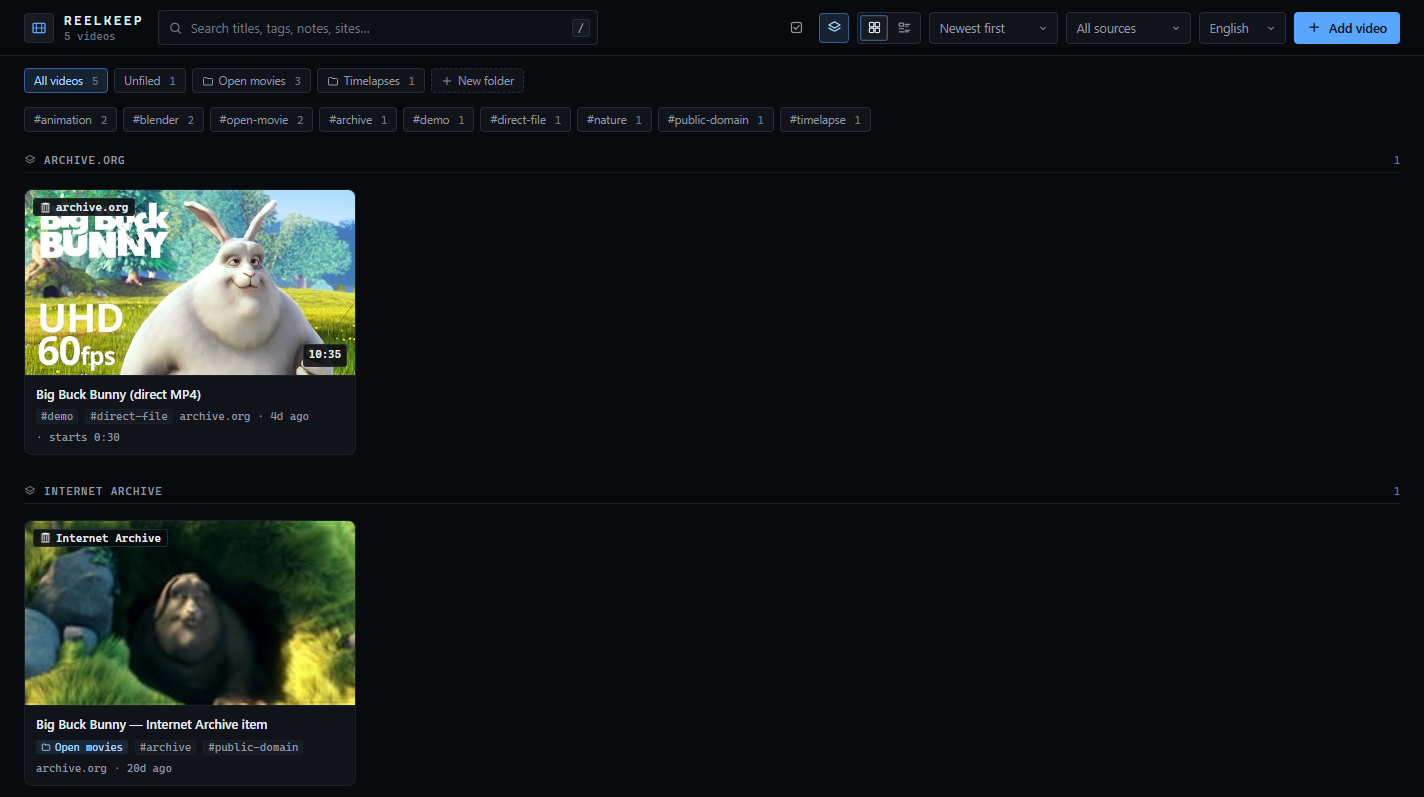 REELKEEP
5 videos
Search titles, tags, notes, sites...
/
Newest first
All sources
English
Add video
All videos 5
Unfiled 1
Open movies 3
Timelapses 1
New folder
#animation 2
#blender 2
#open-movie 2
#archive 1
#demo 1
#direct-file 1
#nature 1
#public-domain 1
#timelapse 1
ARCHIVE.ORG 1
archive.org
Big Buck
BUNNY
UHD
60fps
10:35
Big Buck Bunny (direct MP4)
#demo #direct-file archive.org · 4d ago
· starts 0:30
INTERNET ARCHIVE 1
Internet Archive
Big Buck Bunny — Internet Archive item
Open movies #archive #public-domain
archive.org · 20d ago